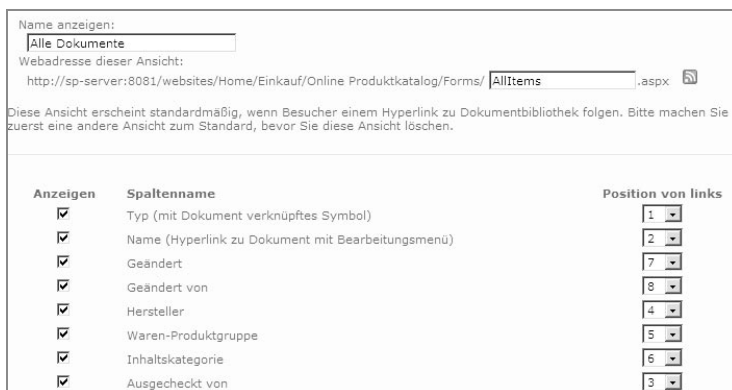 Name anzeigen:
Alle Dokumente
Webadresse dieser Ansicht:
http://sp-server:8081/websites/Home/Einkauf/Online Produktkatalog/Forms/ AllItems .aspx
Diese Ansicht erscheint standardmäßig, wenn Besucher einem Hyperlink zu Dokumentbibliothek folgen. Bitte machen Sie
zuerst eine andere Ansicht zum Standard, bevor Sie diese Ansicht löschen.
Anzeigen Spaltenname Position von links
Typ (mit Dokument verknüpftes Symbol) 1
Name (Hyperlink zu Dokument mit Bearbeitungsmenü) 2
Geändert 7
Geändert von 8
Hersteller 4
Waren-Produktgruppe 5
Inhaltskategorie 6
Ausgecheckt von 3